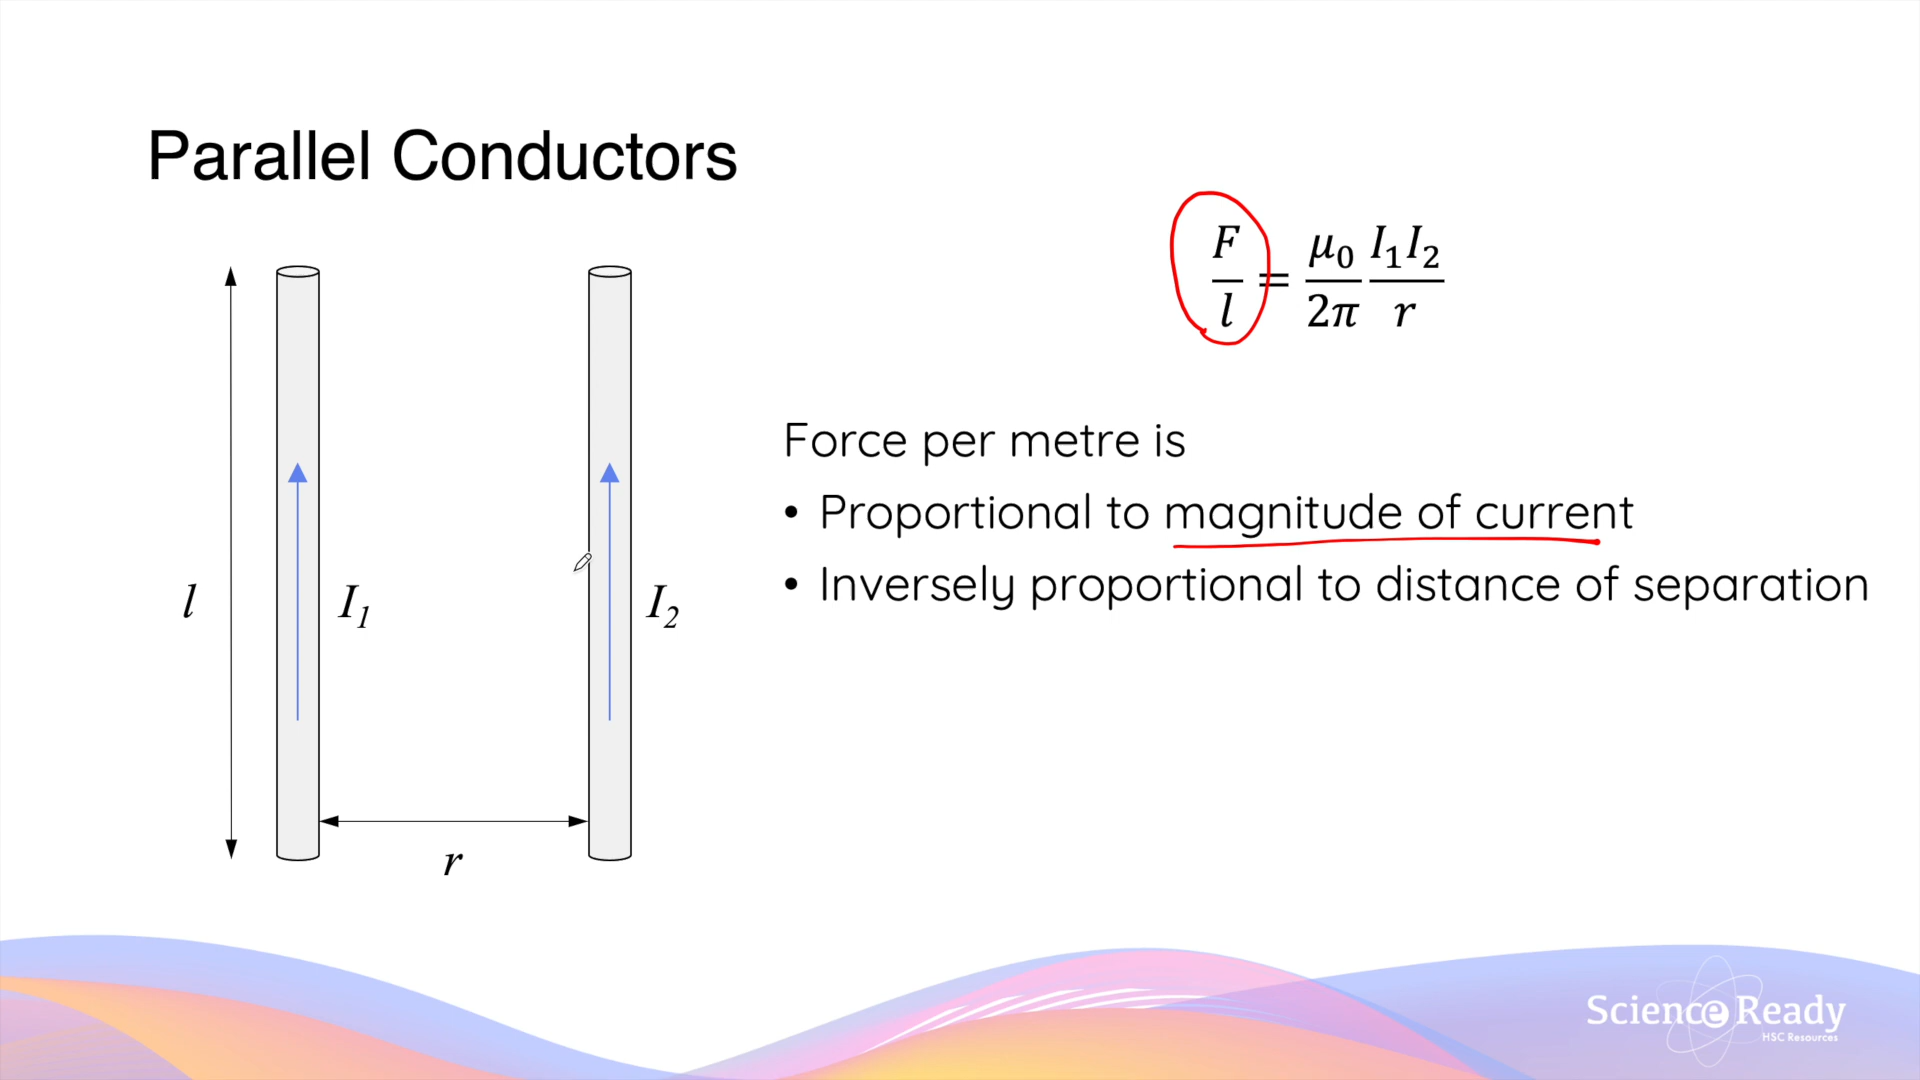 Parallel Conductors
F/l = μ₀/2π I₁I₂/r
Force per metre is
• Proportional to magnitude of current
• Inversely proportional to distance of separation
l
I₁
I₂
r
Science Ready
HSC Resources